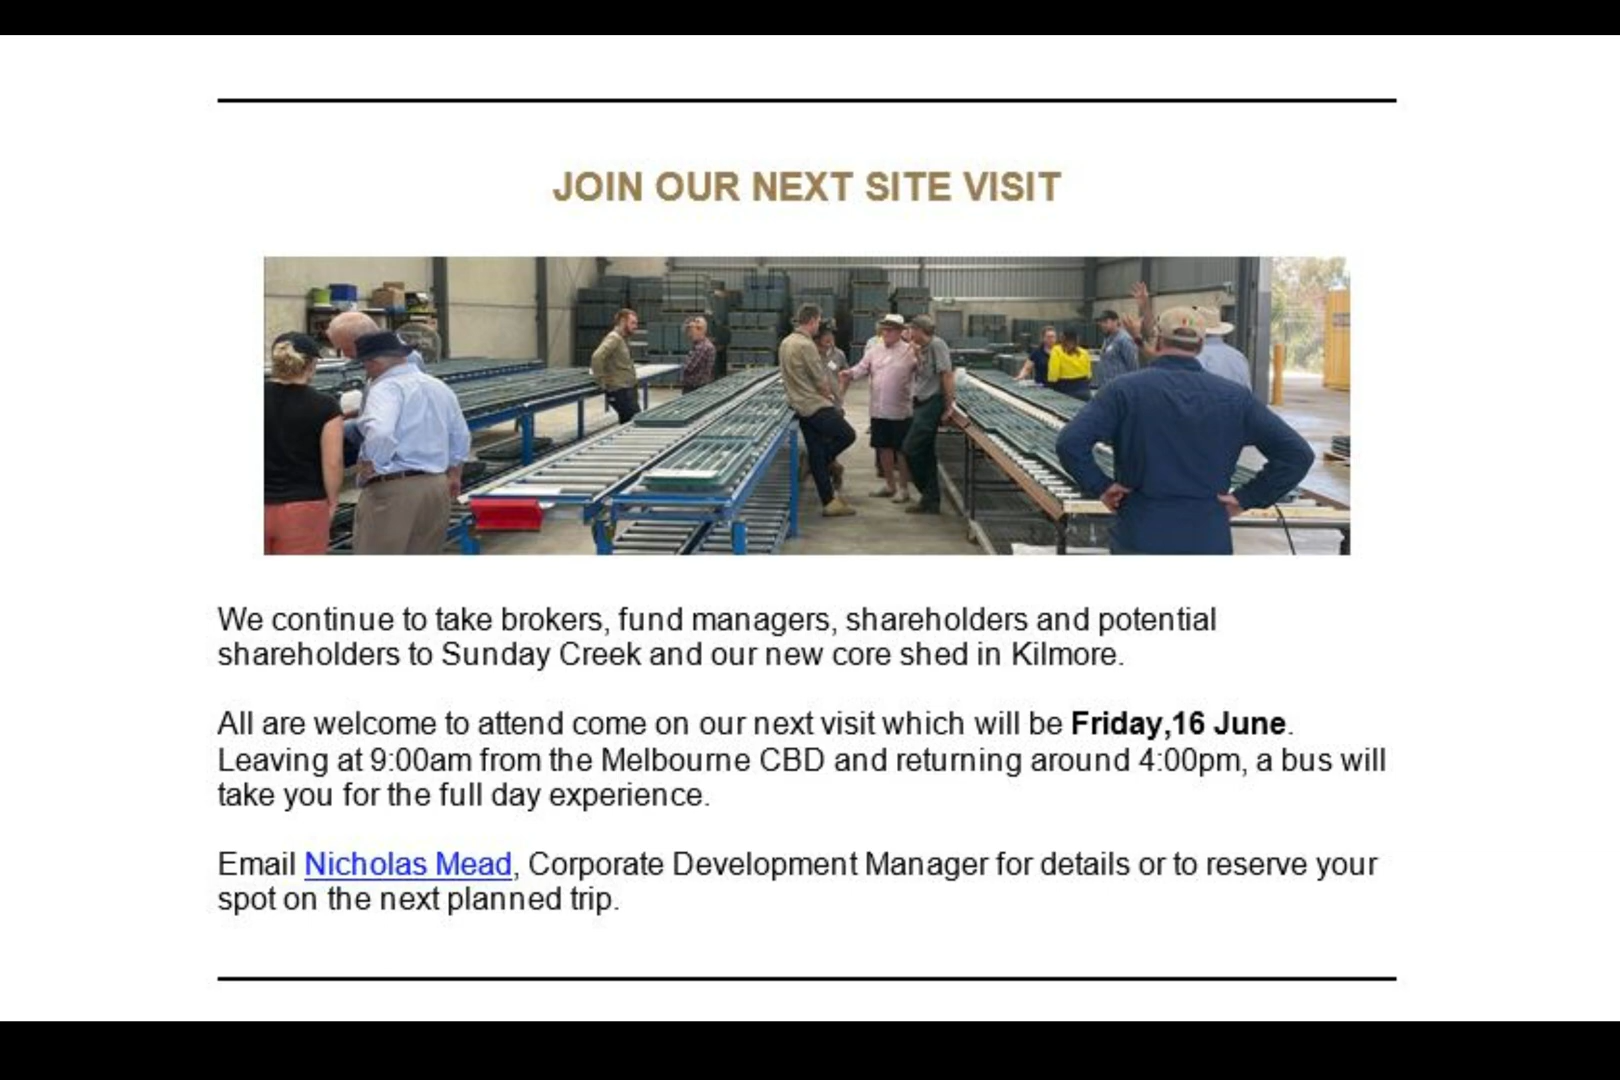 JOIN OUR NEXT SITE VISIT
We continue to take brokers, fund managers, shareholders and potential
shareholders to Sunday Creek and our new core shed in Kilmore.
All are welcome to attend come on our next visit which will be Friday,16 June.
Leaving at 9:00am from the Melbourne CBD and returning around 4:00pm, a bus will
take you for the full day experience.
Email Nicholas Mead, Corporate Development Manager for details or to reserve your
spot on the next planned trip.